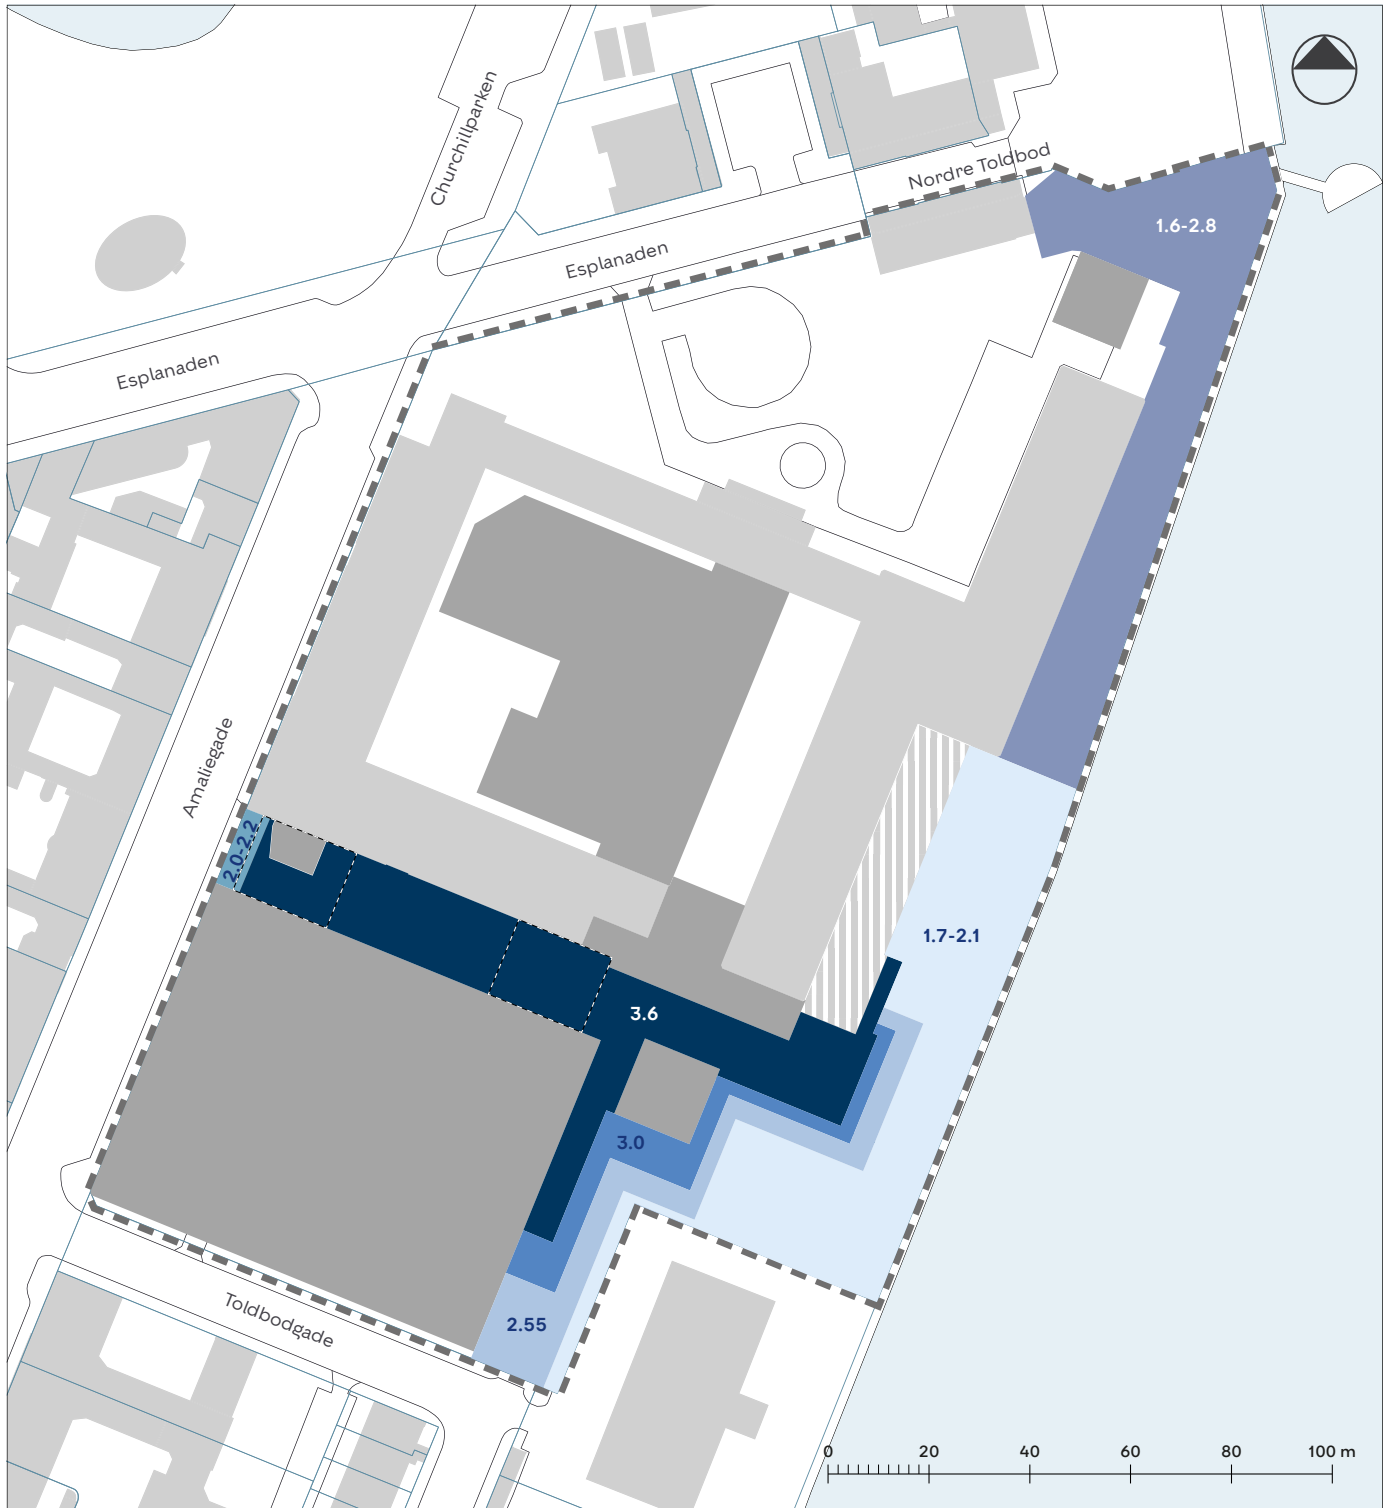 Churchillparken
Nordre Toldbod
1.6-2.8
Esplanaden
Esplanaden
Amaliegade
2.0-2.2
1.7-2.1
3.6
3.0
2.55
Toldbodgade
0 20 40 60 80 100 m